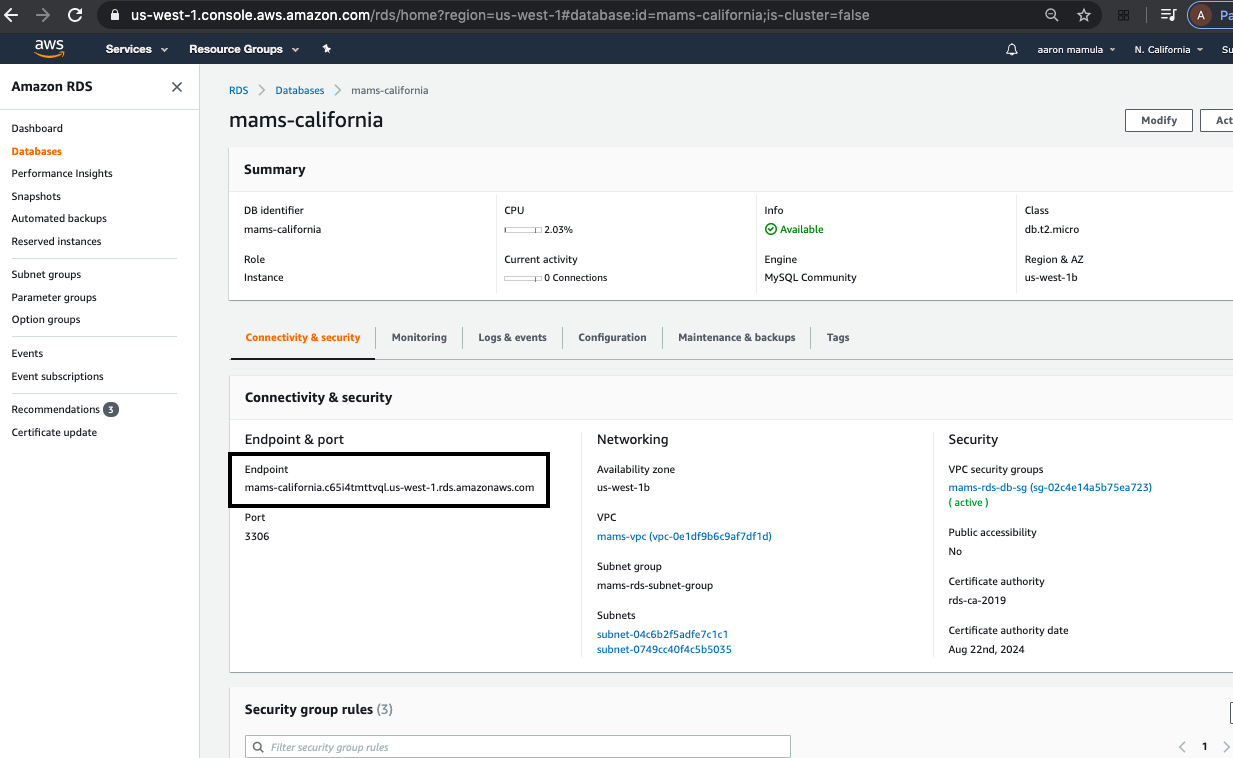 us-west-1.console.aws.amazon.com/rds/home?region=us-west-1#database:id=mams-california;is-cluster=false
A
Pa
aws
Services
Resource Groups
aaron mamula
N. California
Su
Amazon RDS
Dashboard
Databases
Performance Insights
Snapshots
Automated backups
Reserved instances
Subnet groups
Parameter groups
Option groups
Events
Event subscriptions
Recommendations 3
Certificate update
RDS
Databases
mams-california
mams-california
Modify
Act
Summary
DB identifier
mams-california
Role
Instance
CPU
2.03%
Current activity
0 Connections
Info
Available
Engine
MySQL Community
Class
db.t2.micro
Region & AZ
us-west-1b
Connectivity & security
Monitoring
Logs & events
Configuration
Maintenance & backups
Tags
Connectivity & security
Endpoint & port
Endpoint
mams-california.c65i4tmttvql.us-west-1.rds.amazonaws.com
Port
3306
Networking
Availability zone
us-west-1b
VPC
mams-vpc (vpc-0e1df9b6c9af7df1d)
Subnet group
mams-rds-subnet-group
Subnets
subnet-04c6b2f5adfe7c1c1
subnet-0749cc40f4c5b5035
Security
VPC security groups
mams-rds-db-sg (sg-02c4e14a5b75ea723)
( active )
Public accessibility
No
Certificate authority
rds-ca-2019
Certificate authority date
Aug 22nd, 2024
Security group rules (3)
Filter security group rules
1